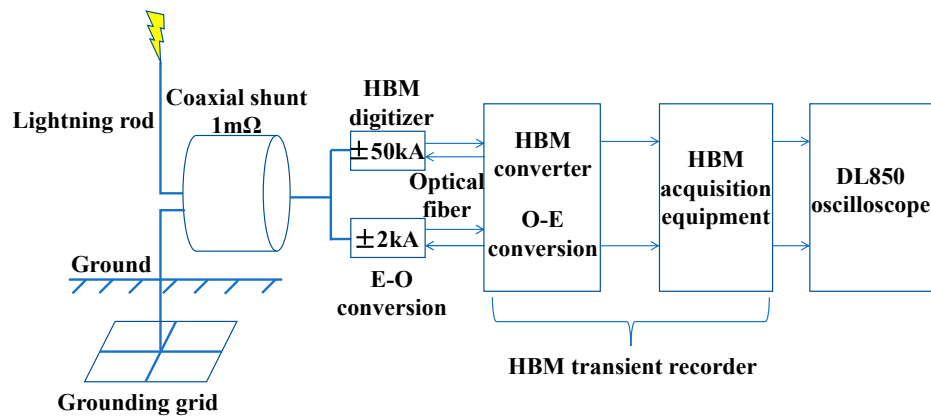 Lightning rod
Coaxial shunt
1mΩ
HBM
digitizer
±50kA
Optical
fiber
±2kA
E-O
conversion
HBM
converter
O-E
conversion
HBM
acquisition
equipment
DL850
oscilloscope
Ground
Grounding grid
HBM transient recorder